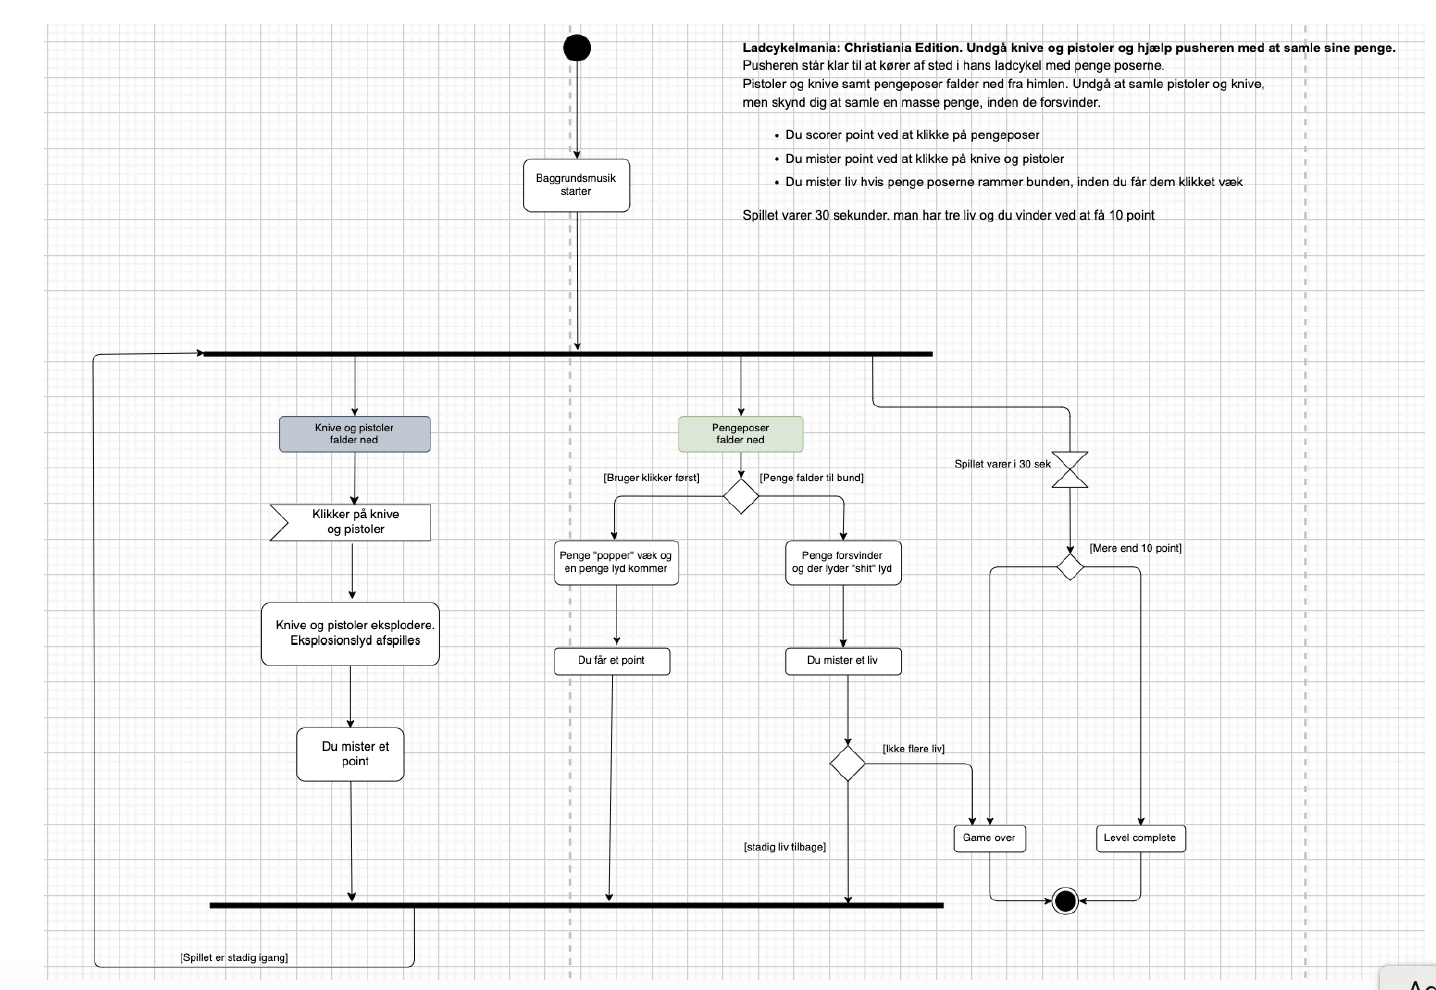 Ladcykelmania: Christiania Edition. Undgå knive og pistoler og hjælp pusheren med at samle sine penge.
Pusheren står klar til at kører af sted i hans ladcykel med penge poserne.
Pistoler og knive samt pengeposer falder ned fra himlen. Undgå at samle pistoler og knive,
men skynd dig at samle en masse penge, inden de forsvinder.
• Du scorer point ved at klikke på pengeposer
• Du mister point ved at klikke på knive og pistoler
• Du mister liv hvis penge poserne rammer bunden, inden du får dem klikket væk
Spillet varer 30 sekunder. man har tre liv og du vinder ved at få 10 point
Baggrundsmusik
starter
Knive og pistoler
falder ned
Pengeposer
falder ned
Spillet varer i 30 sek
[Bruger klikker først]
[Penge falder til bund]
Klikker på knive
og pistoler
Penge "popper" væk og
en penge lyd kommer
Penge forsvinder
og der lyder "shit" lyd
[Mere end 10 point]
Knive og pistoler eksplodere.
Eksplosionslyd afspilles
Du får et point
Du mister et liv
Du mister et
point
[Ikke flere liv]
Game over
Level complete
[stadig liv tilbage]
[Spillet er stadig igang]